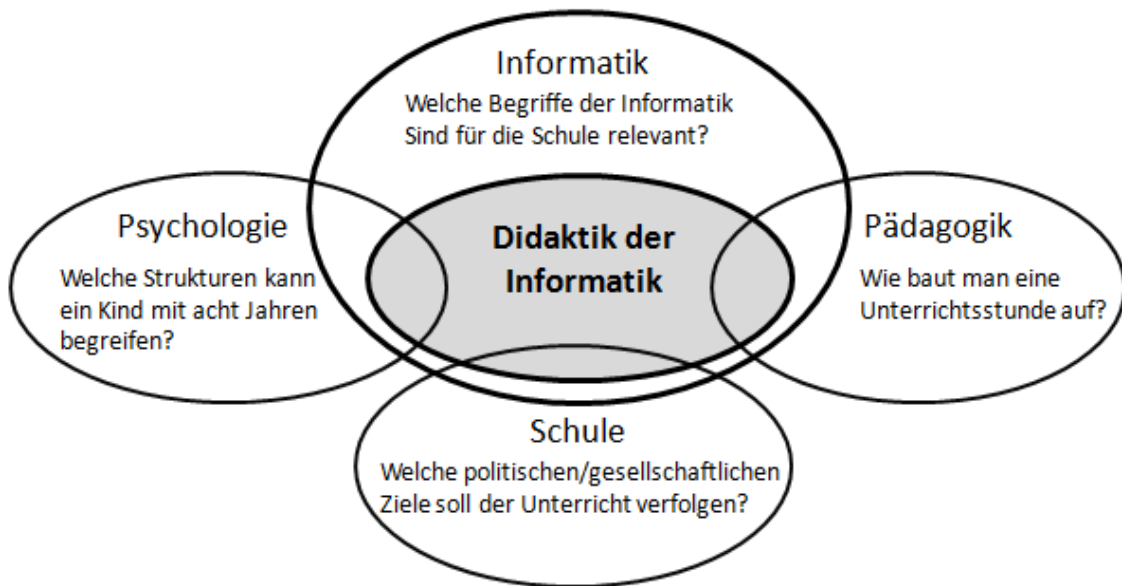 Informatik
Welche Begriffe der Informatik
Sind für die Schule relevant?
Psychologie
Welche Strukturen kann
ein Kind mit acht Jahren
begreifen?
Didaktik der
Informatik
Pädagogik
Wie baut man eine
Unterrichtsstunde auf?
Schule
Welche politischen/gesellschaftlichen
Ziele soll der Unterricht verfolgen?